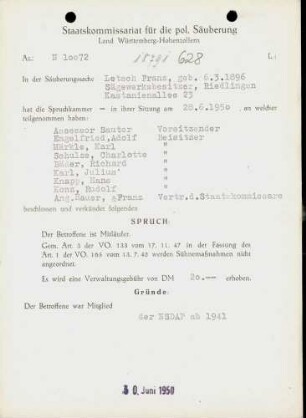 Staatskommissariat für die pol. Säuberung
Land Württemberg-Hohenzollern
Az.: N 10072 628
In der Säuberungssache Letsch Franz, geb. 6.3.1896
Sägewerksbesitzer, Riedlingen
Kastanienallee 23
hat die Spruchkammer – in ihrer Sitzung am 20.6.1950, an welcher
teilgenommen haben:
Assessor Sauter Vorsitzender
Engelfried, Adolf Beisitzer
Märkle, Karl "
Schulze, Charlotte "
Bäder, Richard "
Karl, Julius "
Knapp, Hans "
Kunz, Rudolf "
Ang. Bauer, Franz Vertr.d.Staatskommissars
beschlossen und verkündet folgenden
SPRUCH:
Der Betroffene ist Mitläufer.
Gem. Art. 3 der VO. 133 vom 17. 11. 47 in der Fassung des
Art. 1 der VO. 165 vom 13. 7. 48 werden Sühnemaßnahmen nicht
angeordnet.
Es wird eine Verwaltungsgebühr von DM 20.-- erhoben.
Gründe.
Der Betroffene war Mitglied
der NSDAP ab 1941
30. Juni 1950